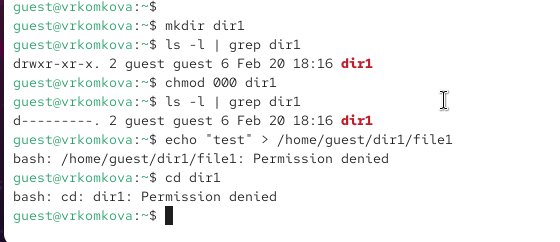 guest@vrkomkova:~$
guest@vrkomkova:~$ mkdir dir1
guest@vrkomkova:~$ ls -l | grep dir1
drwxr-xr-x. 2 guest guest 6 Feb 20 18:16 dir1
guest@vrkomkova:~$ chmod 000 dir1
guest@vrkomkova:~$ ls -l | grep dir1
d---------. 2 guest guest 6 Feb 20 18:16 dir1
guest@vrkomkova:~$ echo "test" > /home/guest/dir1/file1
bash: /home/guest/dir1/file1: Permission denied
guest@vrkomkova:~$ cd dir1
bash: cd: dir1: Permission denied
guest@vrkomkova:~$